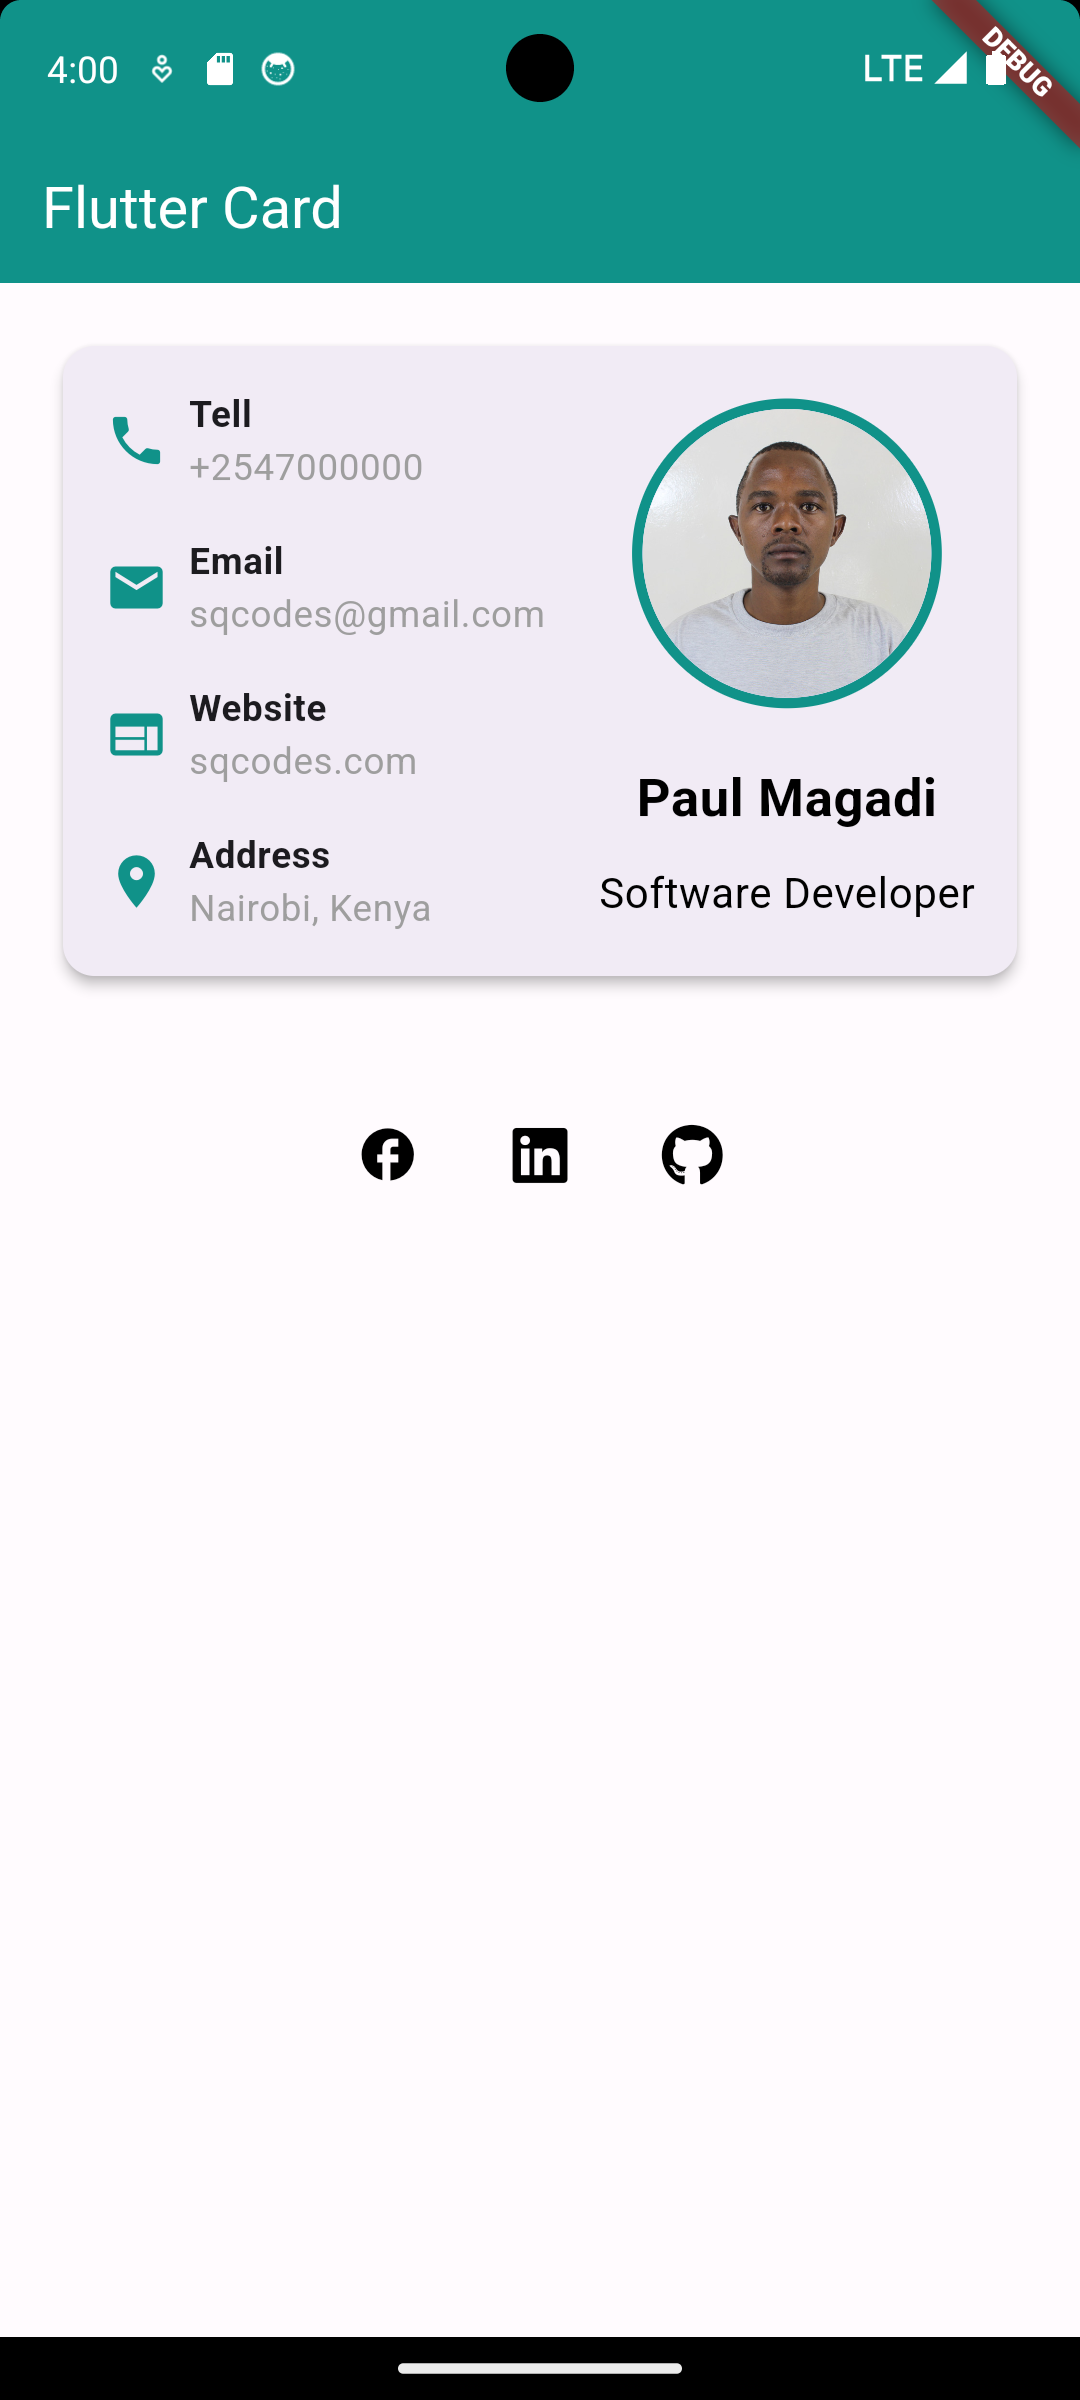 4:00
LTE
DEBUG
Flutter Card
Tell
+2547000000
Email
sqcodes@gmail.com
Website
sqcodes.com
Address
Nairobi, Kenya
Paul Magadi
Software Developer